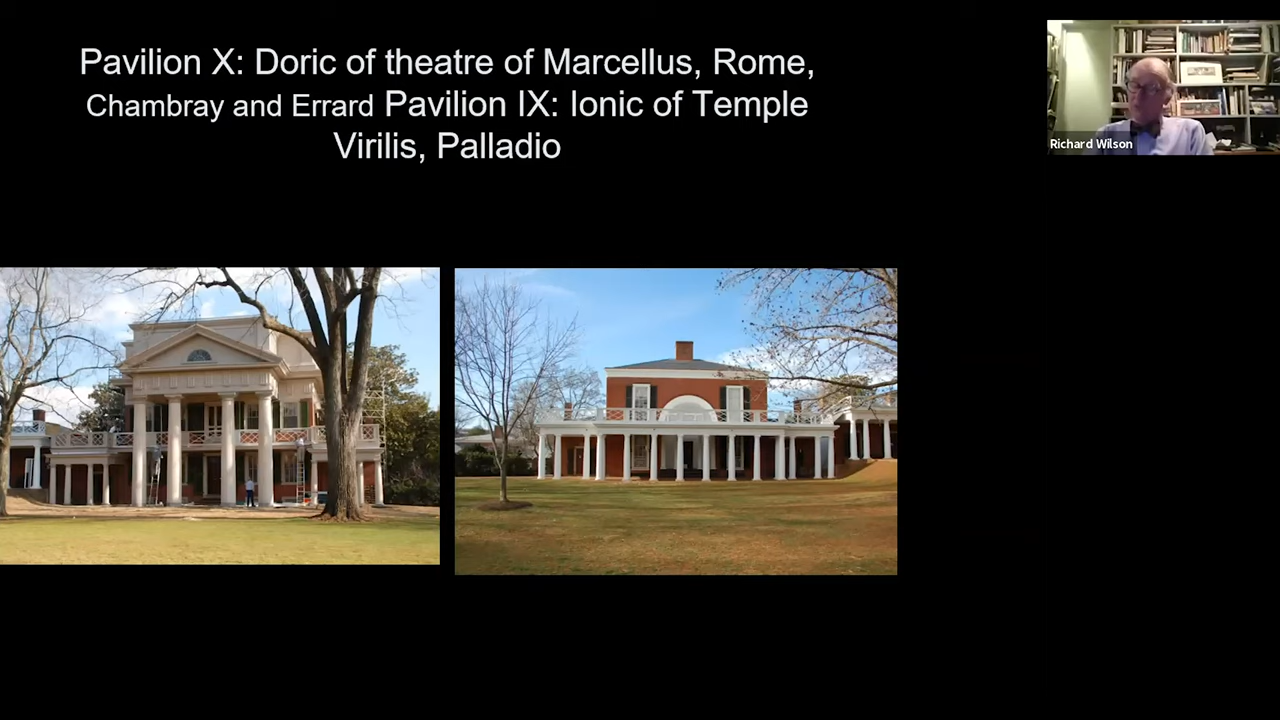 Pavilion X: Doric of theatre of Marcellus, Rome,
Chambray and Errard Pavilion IX: Ionic of Temple
Virilis, Palladio
Richard Wilson